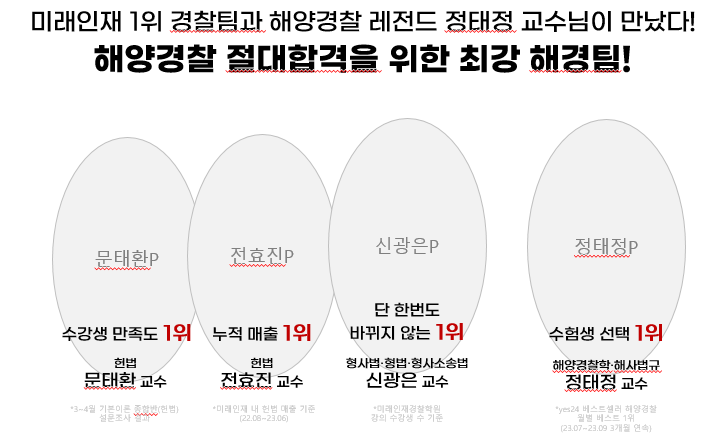 미래인재 1위 경찰팀과 해양경찰 레전드 정태정 교수님이 만났다!
해양경찰 절대합격을 위한 최강 해경팀!
문태환P
전효진P
신광은P
정태정P
수강생 만족도 1위
누적 매출 1위
단 한번도
바뀌지 않는 1위
수험생 선택 1위
헌법
문태환 교수
헌법
전효진 교수
형사법·형법·형사소송법
신광은 교수
해양경찰학·해사법규
정태정 교수
*3~4월 기본이론 종합반(헌법)
설문조사 결과
*미래인재 내 헌법 매출 기준
(22.08~23.06)
*미래인재경찰학원
강의 수강생 수 기준
*yes24 베스트셀러 해양경찰
월별 베스트 1위
(23.07~23.09 3개월 연속)